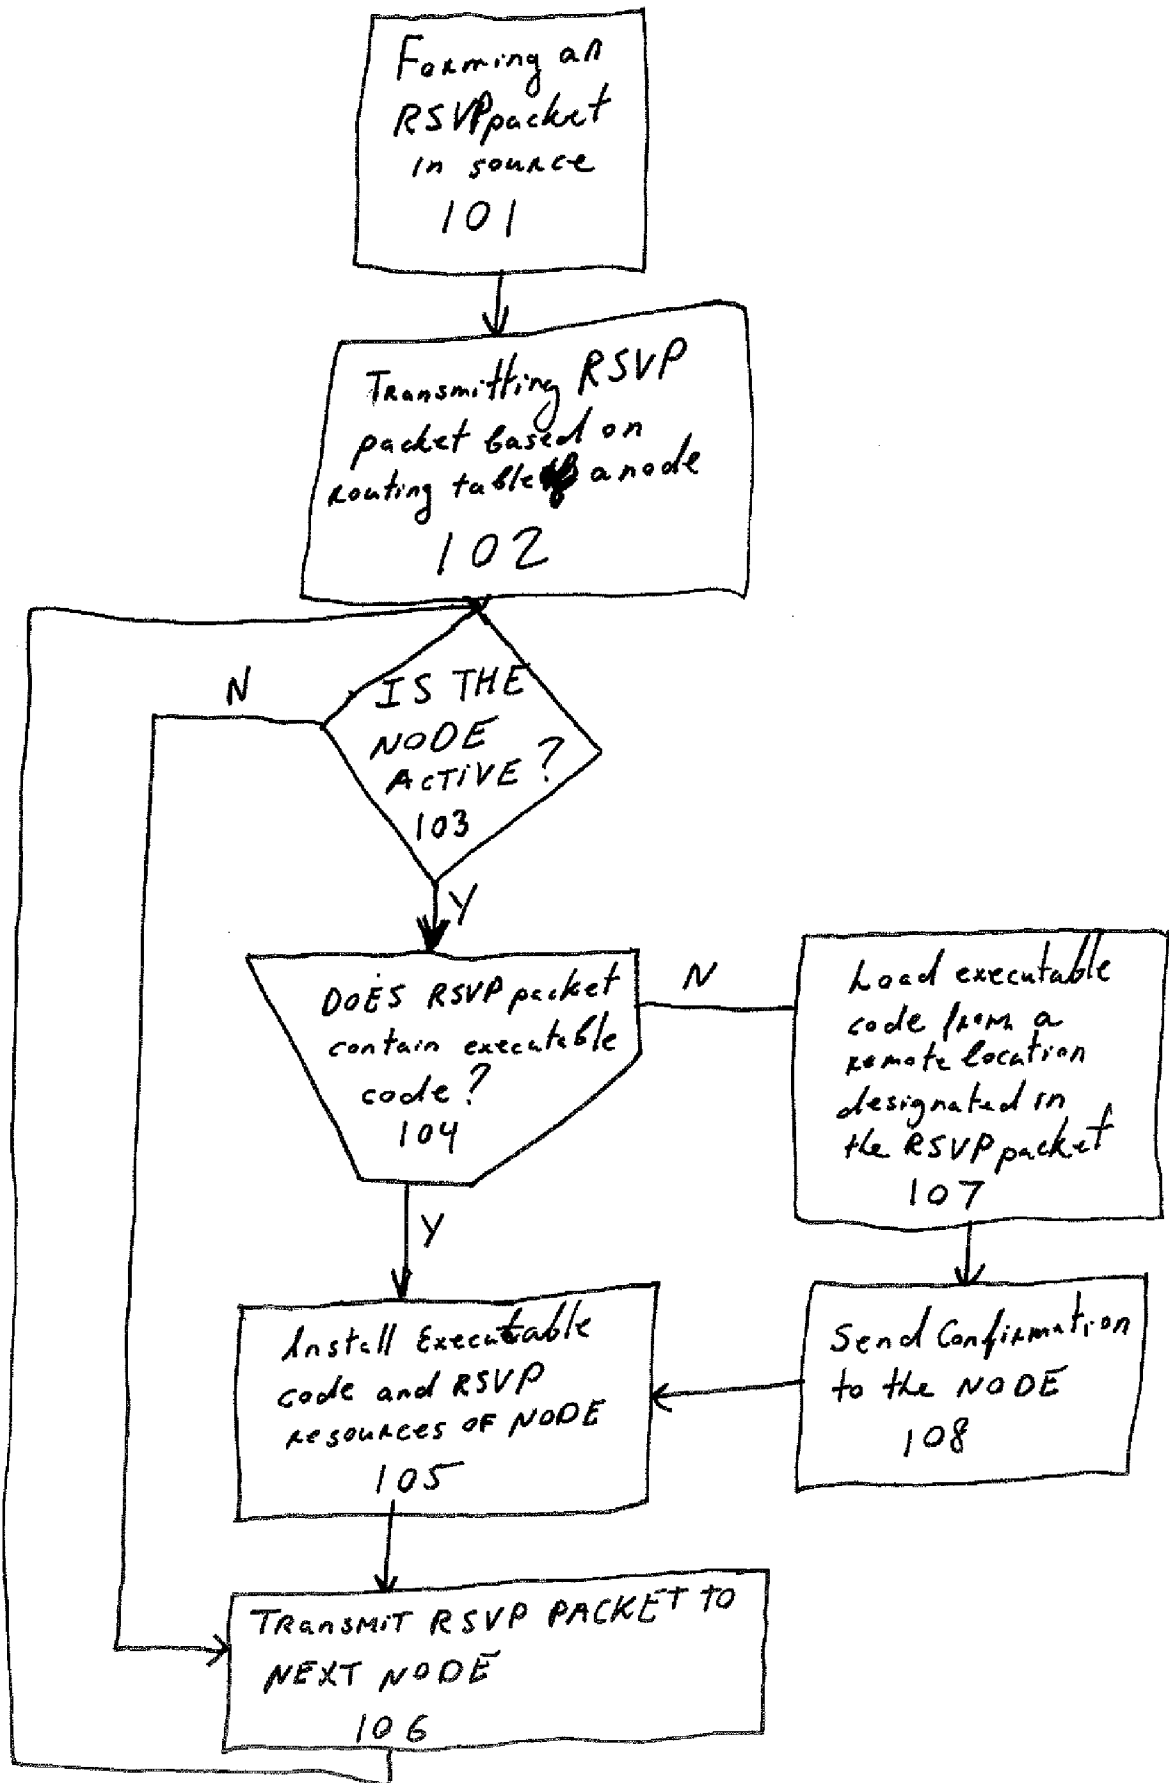 Forming an
RSVP packet
in source
101
Transmitting RSVP
packet based on
routing table a node
102
N
IS THE
NODE
ACTIVE?
103
Y
DOES RSVP packet
contain executable
code?
104
N
Load executable
code from a
remote location
designated in
the RSVP packet
107
Y
Install Executable
code and RSVP
resources OF NODE
105
Send Confirmation
to the NODE
108
TRANSMIT RSVP PACKET TO
NEXT NODE
106